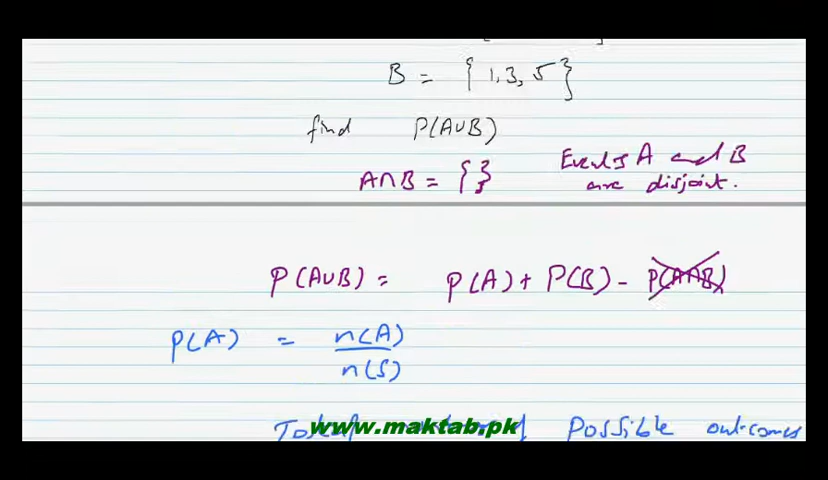 B = {1,3,5}
find P(A∪B)
A∩B = { } Events A and B
are disjoint.
P(A∪B) = P(A) + P(B) - P(A∩B)
P(A) = n(A)
n(S)
possible outcomes
www.maktab.pk